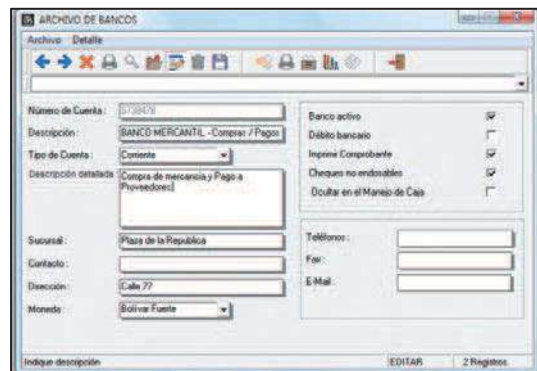 ARCHIVO DE BANCOS
Archivo Detalle
Número de Cuenta :
Descripción : BANCO MERCANTIL - Compras / Pagos
Tipo de Cuenta : Corriente
Descripción detallada Compra de mercancia y Pago a
Proveedores
Sucursal : Plaza de la Republica
Contacto :
Dirección : Calle 77
Moneda : Bolívar Fuerte
Banco activo
Débito bancario
Imprime Comprobante
Cheques no endosables
Ocultar en el Manejo de Caja
Teléfonos :
Fax :
E-Mail :
Indique descripción EDITAR 2 Registros